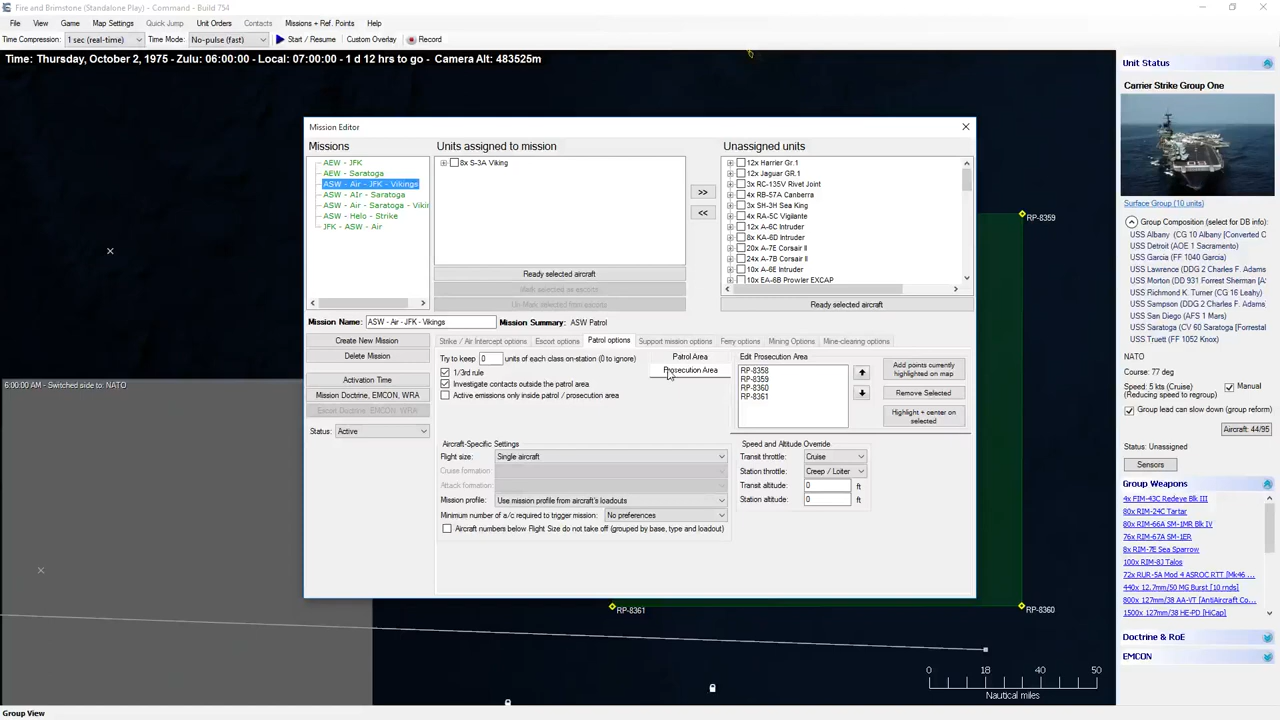 Fire and Brimstone (Standalone Play) - Command - Build 754
File View Game Map Settings Quick Jump Unit Orders Contacts Missions + Ref. Points Help
Time Compression: 1 sec (real-time) Time Mode: No-pulse (fast) Start / Resume Custom Overlay Record
Time: Thursday, October 2, 1975 - Zulu: 06:00:00 - Local: 07:00:00 - 1 d 12 hrs to go - Camera Alt: 483525m
Mission Editor
Missions
AEW - JFK
AEW - Saratoga
ASW - Air - JFK - Vikings
ASW - AIr - Saratoga
ASW - Air - Saratoga - Vikin
ASW - Helo - Strike
JFK - ASW - Air
Units assigned to mission
8x S-3A Viking
>>
<<
Ready selected aircraft
Mark selected as escorts...
Un-Mark selected from escorts
Unassigned units
12x Harrier Gr.1
12x Jaguar GR.1
3x RC-135V Rivet Joint
4x RB-57A Canberra
3x SH-3H Sea King
4x RA-5C Vigilante
12x A-6E Intruder
8x KA-6D Intruder
20x A-7E Corsair II
24x A-7B Corsair II
10x A-6E Intruder
10x EA-6B Prowler EXCAP
Ready selected aircraft
Mission Name: ASW - Air - JFK - Vikings Mission Summary: ASW Patrol
Create New Mission
Delete Mission
Activation Time
Mission Doctrine, EMCON, WRA
Escort Doctrine, EMCON, WRA
Status: Active
Strike / Air Intercept options Escort options Patrol options Support mission options Ferry options Mining Options Mine-clearing options
Try to keep 0 units of each class on-station (0 to ignore)
1/3rd rule
Investigate contacts outside the patrol area
Active emissions only inside patrol / prosecution area
Patrol Area
Prosecution Area
Edit Prosecution Area
RP-8358
RP-8359
RP-8360
RP-8361
Add points currently
highlighted on map
Remove Selected
Highlight + center on
selected
Aircraft-Specific Settings
Flight size: Single aircraft
Cruise formation:
Attack formation:
Mission profile: Use mission profile from aircraft's loadouts
Minimum number of a/c required to trigger mission: No preferences
Aircraft numbers below Flight Size do not take off (grouped by base, type and loadout)
Speed and Altitude Override
Transit throttle: Cruise
Station throttle: Creep / Loiter
Transit altitude: 0 ft
Station altitude: 0 ft
RP-8359
RP-8361
RP-8360
6:00:00 AM - Switched side to: NATO
0 18 40 50
Nautical miles
Group View
Unit Status
Carrier Strike Group One
Surface Group (10 units)
Group Composition (select for DB info):
USS Albany (CG 10 Albany [Converted C
USS Detroit (AOE 1 Sacramento)
USS Garcia (FF 1040 Garcia)
USS Lawrence (DDG 2 Charles F. Adams
USS Morton (DD 931 Forrest Sherman [A
USS Richmond K. Turner (CG 16 Leahy)
USS Sampson (DDG 2 Charles F. Adams
USS San Diego (AFS 1 Mars)
USS Saratoga (CV 60 [Forrestal
USS Truett (FF 1052 Knox)
NATO
Course: 77 deg
Speed: 5 kts (Cruise) Manual
(Reducing speed to regroup)
Group lead can slow down (group reform)
Aircraft: 44/95
Status: Unassigned
Sensors
Group Weapons
4x FIM-43C Redeye Blk III
80x RIM-24C Tartar
80x RIM-66A SM-1MR Blk IV
76x RIM-67A SM-1ER
8x RIM-7E Sea Sparrow
100x RIM-8J Talos
72x RUR-5A Mod 4 ASROC RTT [Mk46 ...
440x 12.7mm/50 MG Burst [10 rnds]
800x 127mm/38 AA-VT [AntiAircraft Co...
1500x 127mm/38 HE-PD [HiCap]
Doctrine & RoE
EMCON